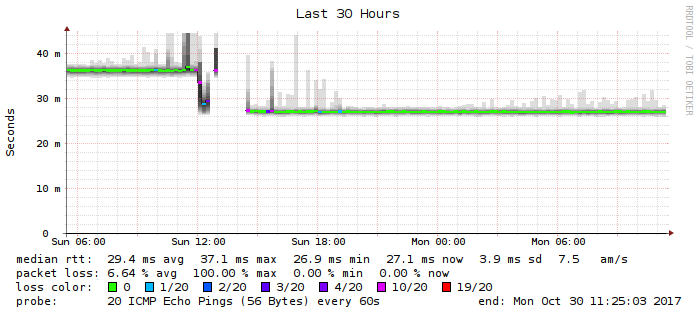 Last 30 Hours
RRDTOOL / TOBI OETIKER
Seconds
40 m
30 m
20 m
10 m
0
Sun 06:00 Sun 12:00 Sun 18:00 Mon 00:00 Mon 06:00
median rtt: 29.4 ms avg 37.1 ms max 26.9 ms min 27.1 ms now 3.9 ms sd 7.5 am/s
packet loss: 6.64 % avg 100.00 % max 0.00 % min 0.00 % now
loss color: 0 1/20 2/20 3/20 4/20 10/20 19/20
probe: 20 ICMP Echo Pings (56 Bytes) every 60s end: Mon Oct 30 11:25:03 2017